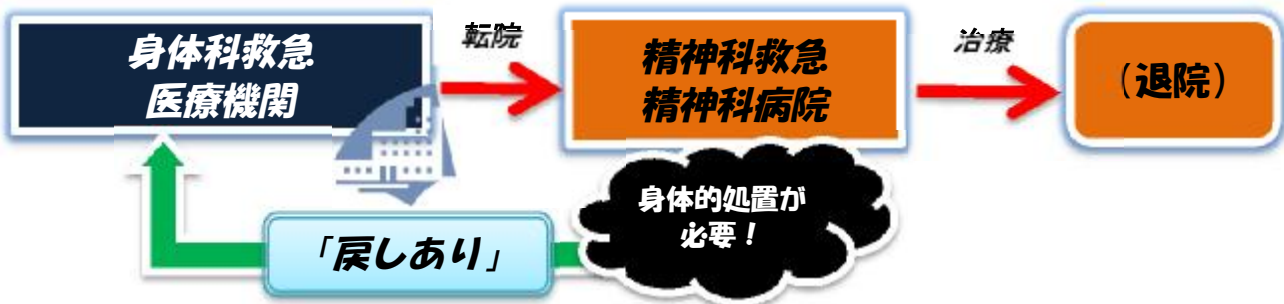 身体科救急
医療機関
転院
精神科救急
精神科病院
治療
（退院）
身体的処置が
必要！
「戻しあり」